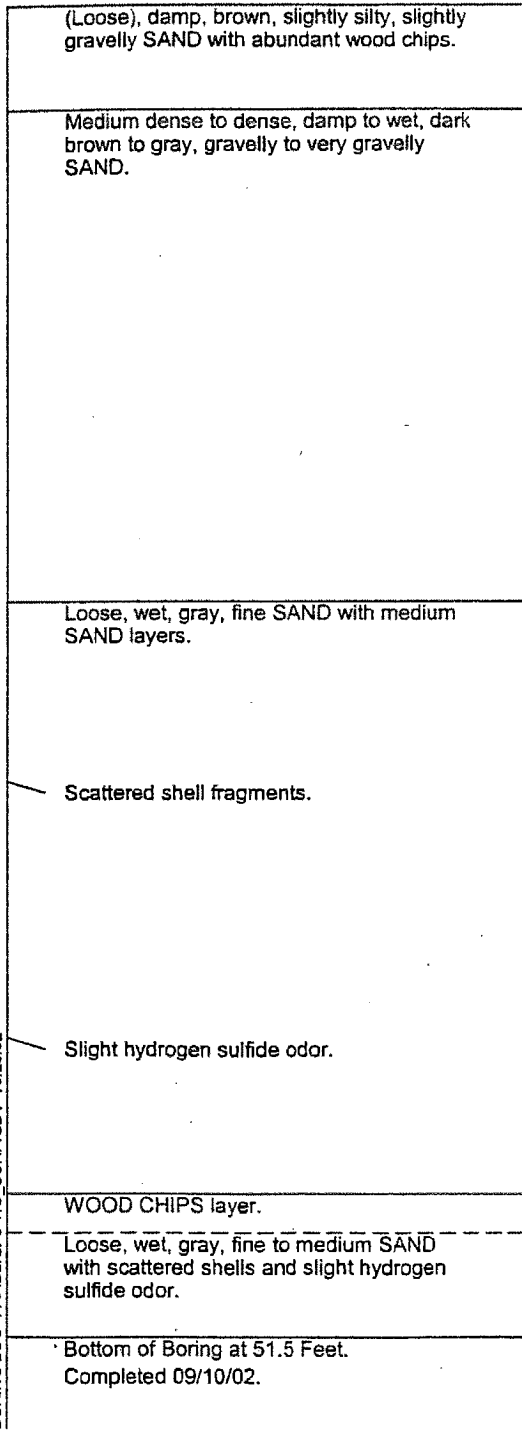 (Loose), damp, brown, slightly silty, slightly
gravelly SAND with abundant wood chips.
Medium dense to dense, damp to wet, dark
brown to gray, gravelly to very gravelly
SAND.
Loose, wet, gray, fine SAND with medium
SAND layers.
Scattered shell fragments.
Slight hydrogen sulfide odor.
WOOD CHIPS layer.
Loose, wet, gray, fine to medium SAND
with scattered shells and slight hydrogen
sulfide odor.
Bottom of Boring at 51.5 Feet.
Completed 09/10/02.